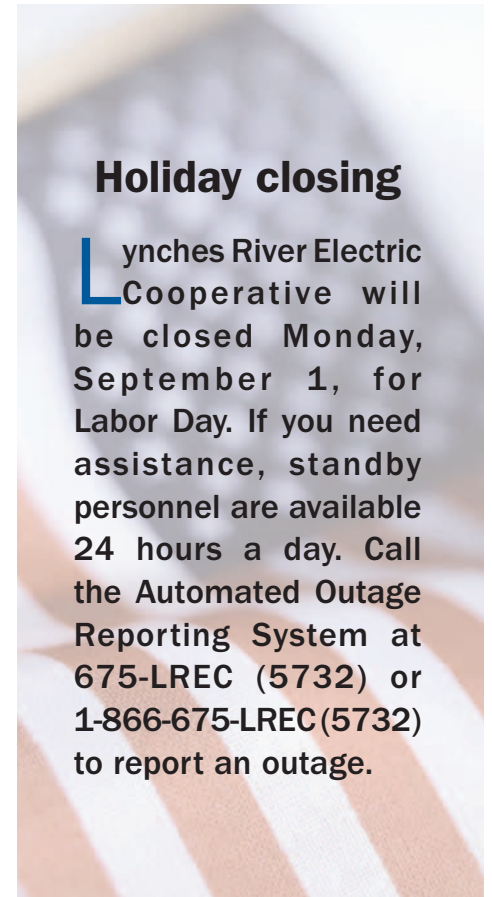 Holiday closing
Lynches River Electric
Cooperative will
be closed Monday,
September 1, for
Labor Day. If you need
assistance, standby
personnel are available
24 hours a day. Call
the Automated Outage
Reporting System at
675-LREC (5732) or
1-866-675-LREC (5732)
to report an outage.